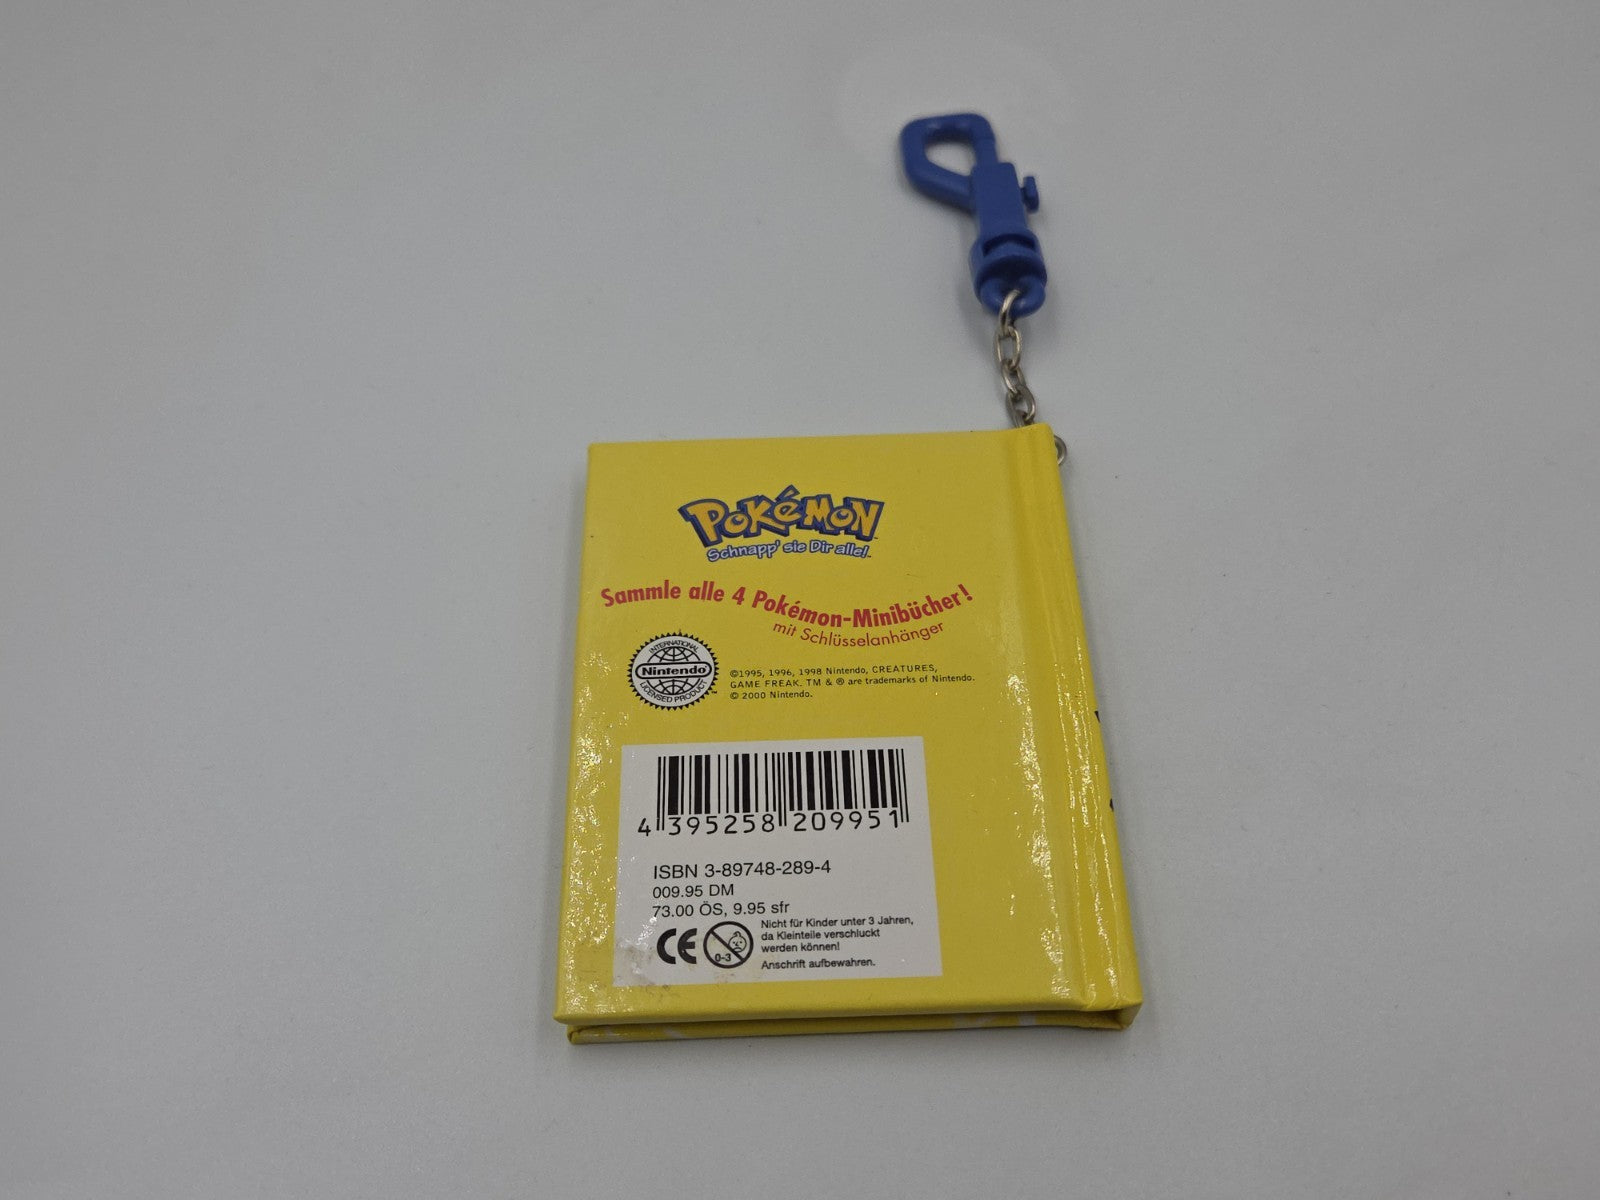 POKéMON
Schnapp' sie Dir alle!
Sammle alle 4 Pokémon-Minibücher!
mit Schlüsselanhänger
INTERNATIONAL
Nintendo
LICENSED PRODUCT
©1995, 1996, 1998 Nintendo, CREATURES,
GAME FREAK, TM & ® are trademarks of Nintendo.
© 2000 Nintendo.
4 395258 209951
ISBN 3-89748-289-4
009.95 DM
73.00 ÖS, 9.95 sfr
CE
0-3
Nicht für Kinder unter 3 Jahren,
da Kleinteile verschluckt
werden können!
Anschrift aufbewahren.